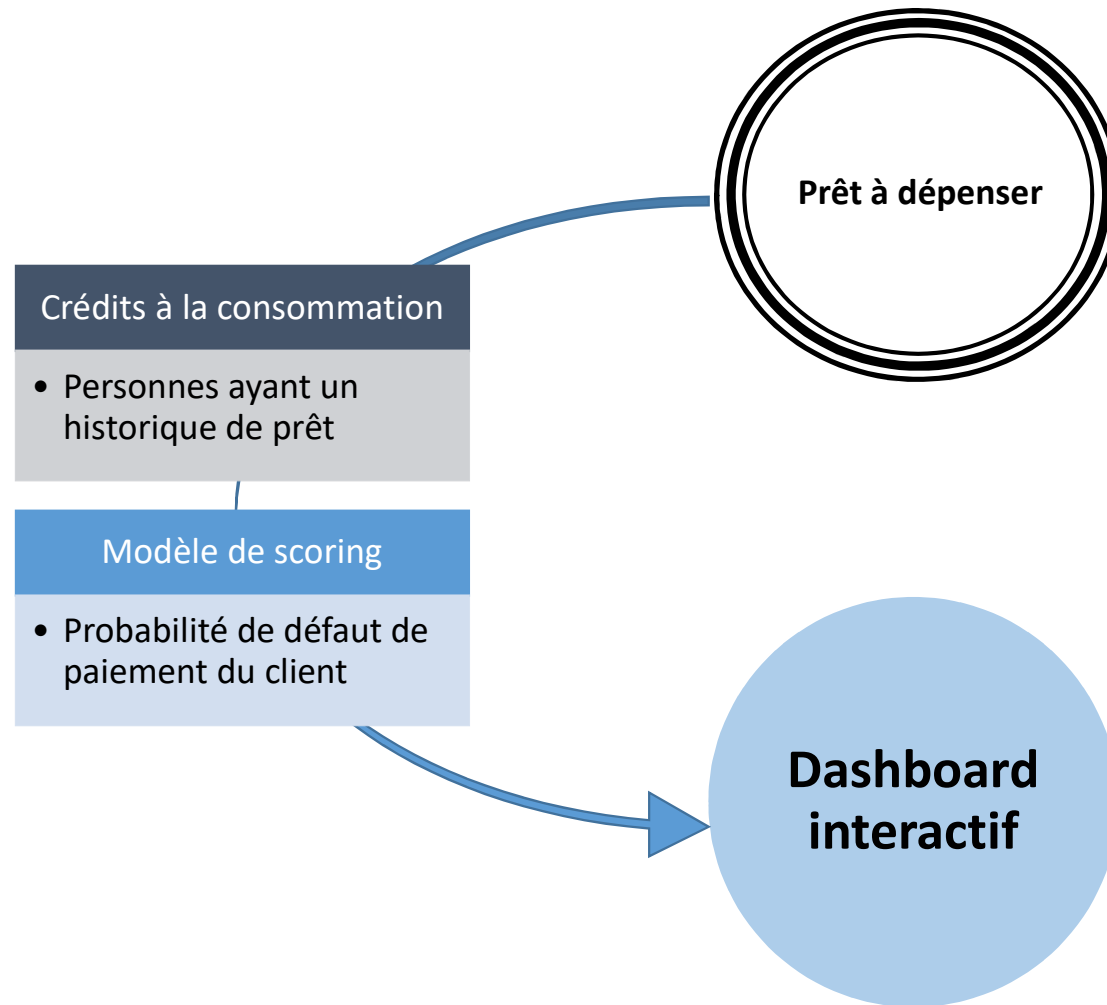 Prêt à dépenser
Crédits à la consommation
• Personnes ayant un
historique de prêt
Modèle de scoring
• Probabilité de défaut de
paiement du client
Dashboard
interactif